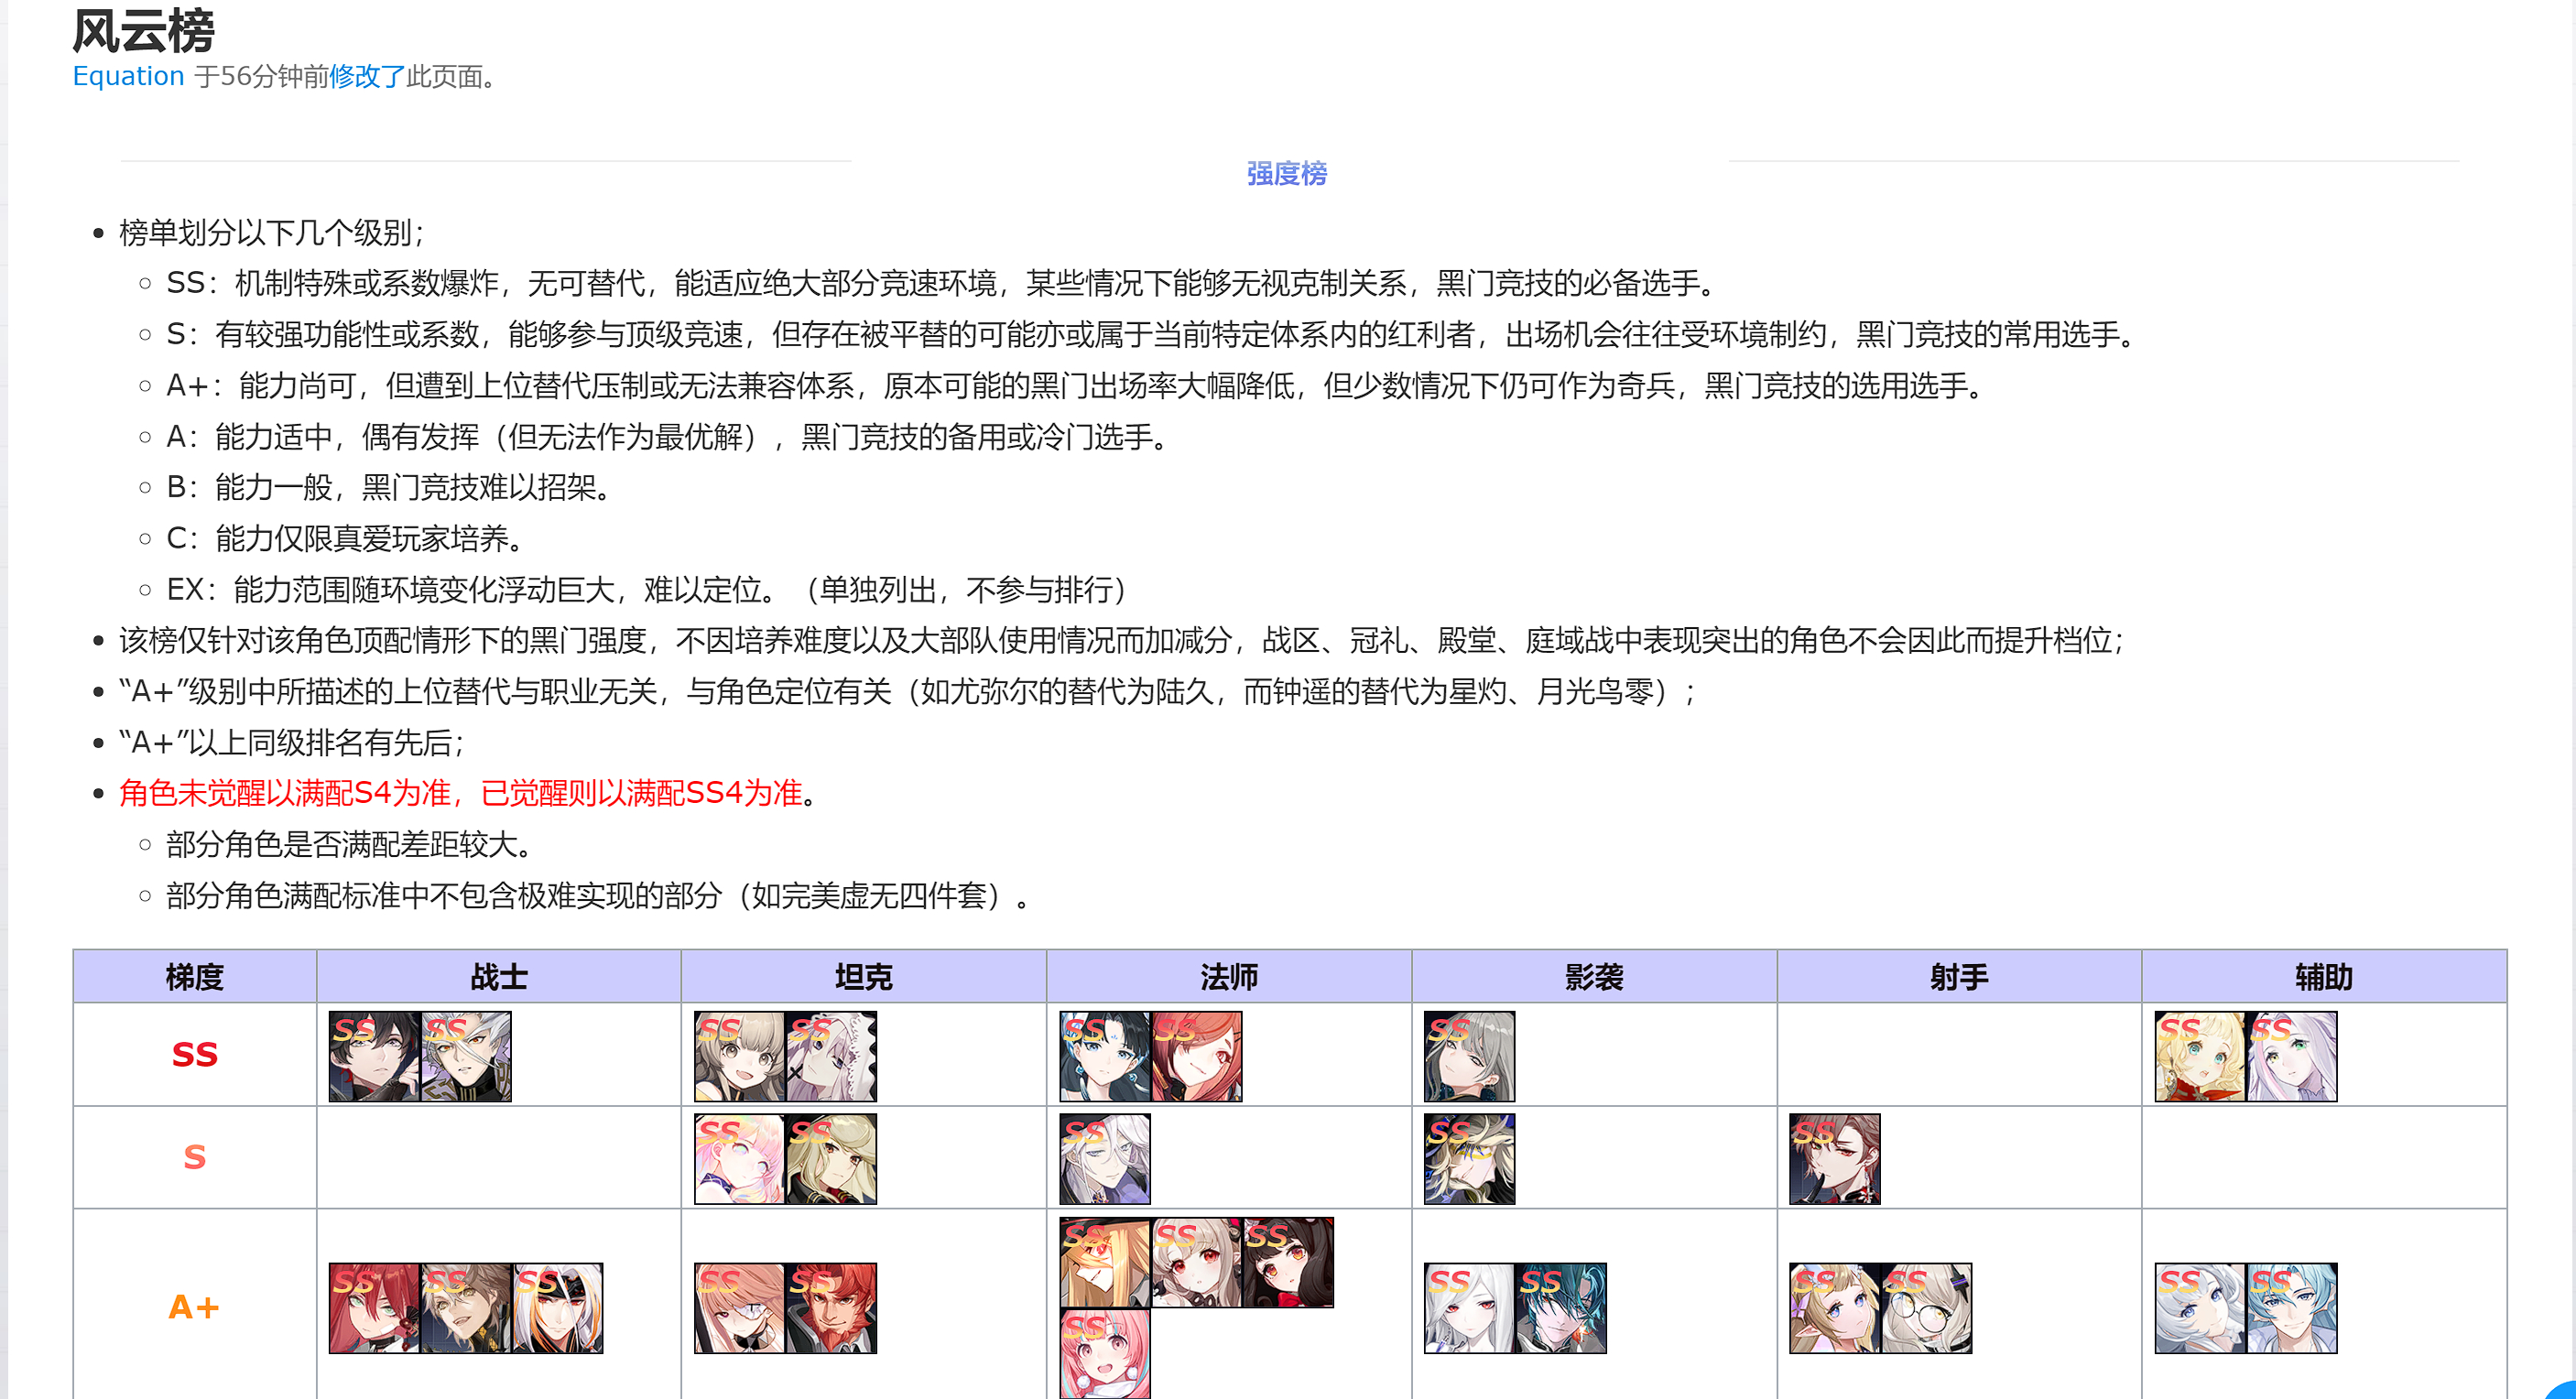 风云榜
Equation 于56分钟前修改了此页面。
强度榜
榜单划分以下几个级别；
SS：机制特殊或系数爆炸，无可替代，能适应绝大部分竞速环境，某些情况下能够无视克制关系，黑门竞技的必备选手。
S：有较强功能性或系数，能够参与顶级竞速，但存在被平替的可能亦或属于当前特定体系内的红利者，出场机会往往受环境制约，黑门竞技的常用选手。
A+：能力尚可，但遭到上位替代压制或无法兼容体系，原本可能的黑门出场率大幅降低，但少数情况下仍可作为奇兵，黑门竞技的选用选手。
A：能力适中，偶有发挥（但无法作为最优解），黑门竞技的备用或冷门选手。
B：能力一般，黑门竞技难以招架。
C：能力仅限真爱玩家培养。
EX：能力范围随环境变化浮动巨大，难以定位。（单独列出，不参与排行）
该榜仅针对该角色顶配情形下的黑门强度，不因培养难度以及大部队使用情况而加减分，战区、冠礼、殿堂、庭域战中表现突出的角色不会因此而提升档位；
“A+”级别中所描述的上位替代与职业无关，与角色定位有关（如尤弥尔的替代为陆久，而钟遥的替代为星灼、月光鸟零）；
“A+”以上同级排名有先后；
角色未觉醒以满配S4为准，已觉醒则以满配SS4为准。
部分角色是否满配差距较大。
部分角色满配标准中不包含极难实现的部分（如完美虚无四件套）。
梯度 战士 坦克 法师 影袭 射手 辅助
SS SS SS SS SS SS SS SS SS SS
S SS SS SS SS SS
A+ SS SS SS SS SS SS SS SS SS SS SS SS SS SS
SS